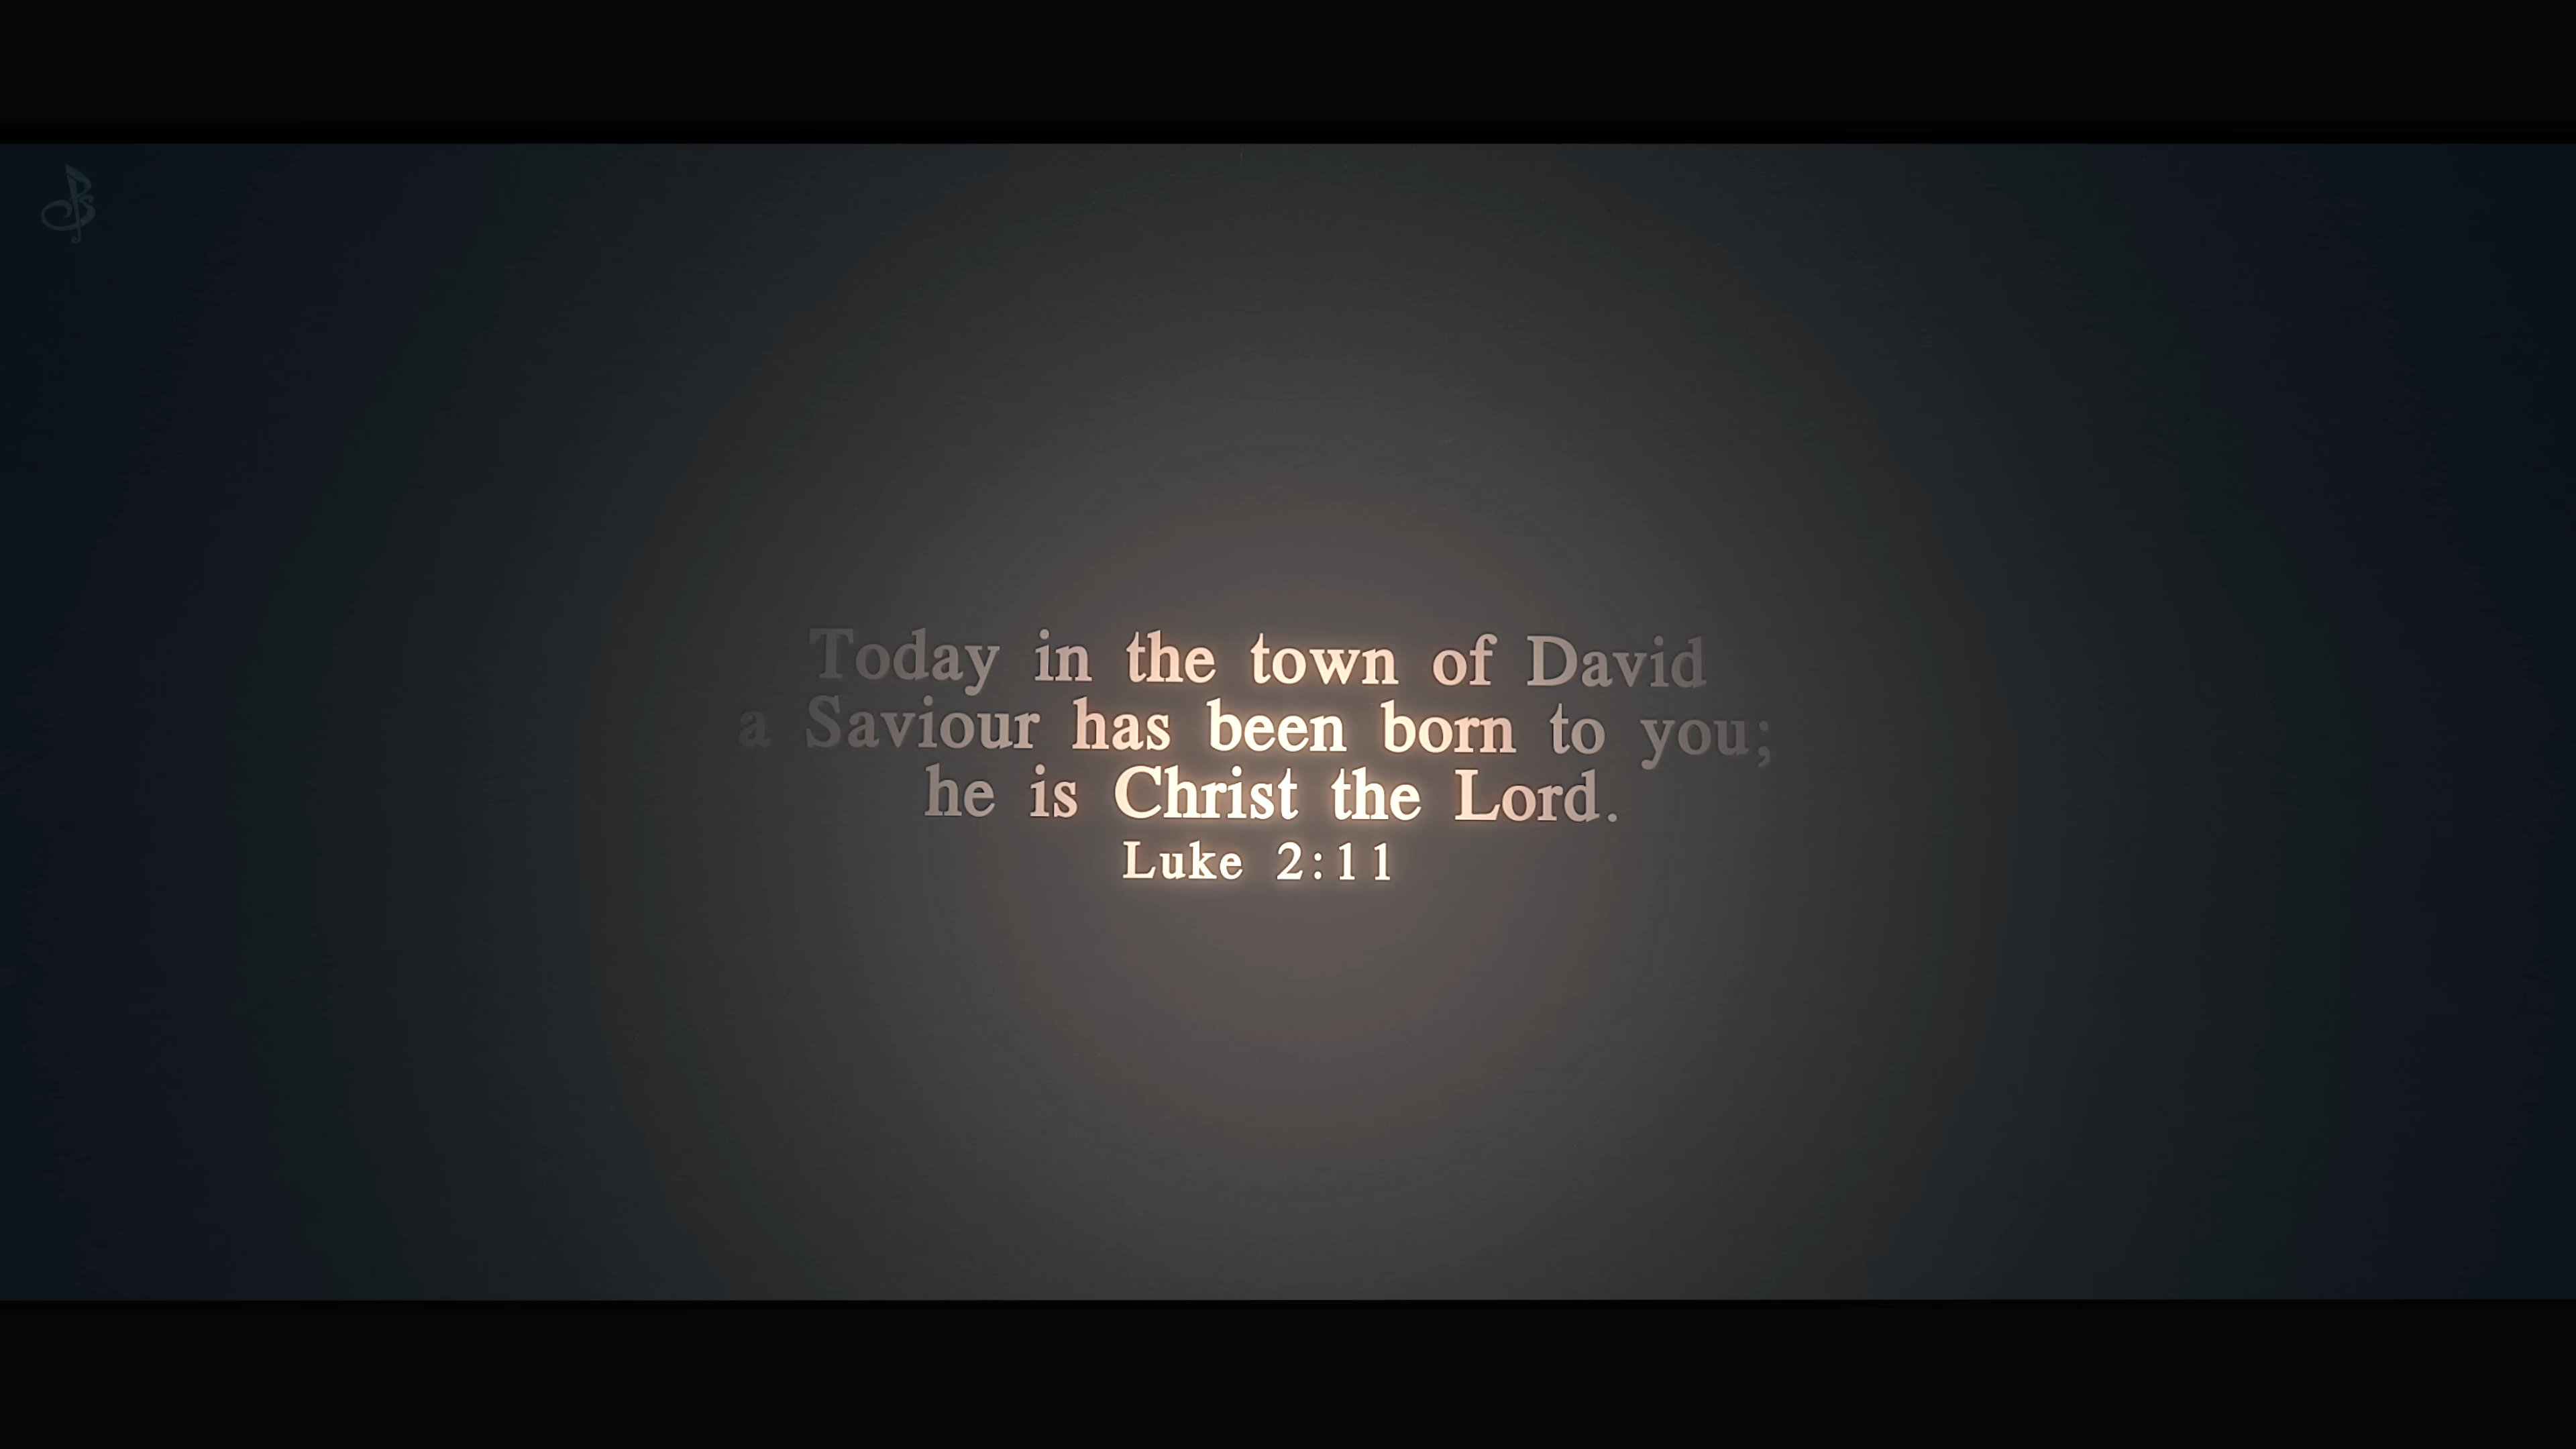 Today in the town of David
a Saviour has been born to you;
he is Christ the Lord.
Luke 2:11